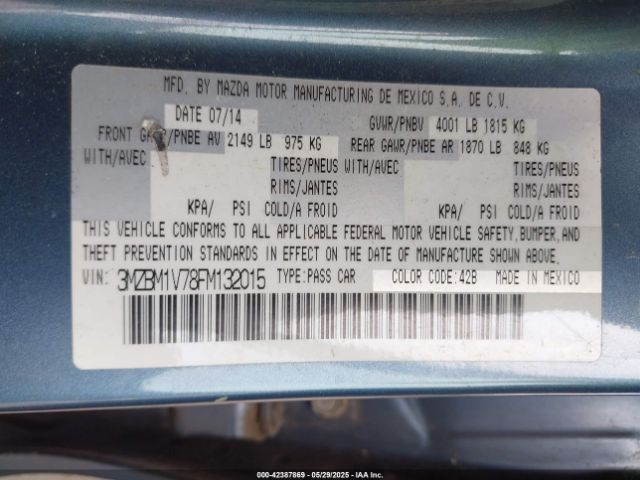 MFD. BY MAZDA MOTOR MANUFACTURING DE MEXICO S.A. DE C.V.
DATE 07/14 GVWR/PNBV 4001 LB 1815 KG
FRONT GAWR/PNBE AV 2149 LB 975 KG REAR GAWR/PNBE AR 1870 LB 848 KG
WITH/AVEC TIRES/PNEUS WITH/AVEC TIRES/PNEUS
RIMS/JANTES RIMS/JANTES
KPA/ PSI COLD/A FROID KPA/ PSI COLD/A FROID
THIS VEHICLE CONFORMS TO ALL APPLICABLE FEDERAL MOTOR VEHICLE SAFETY, BUMPER, AND
THEFT PREVENTION STANDARDS IN EFFECT ON THE DATE OF MANUFACTURE SHOWN ABOVE.
VIN: 3MZBM1V78FM132015 TYPE:PASS CAR COLOR CODE:42B MADE IN MEXICO
000-42387869 - 05/29/2025 - IAA Inc.